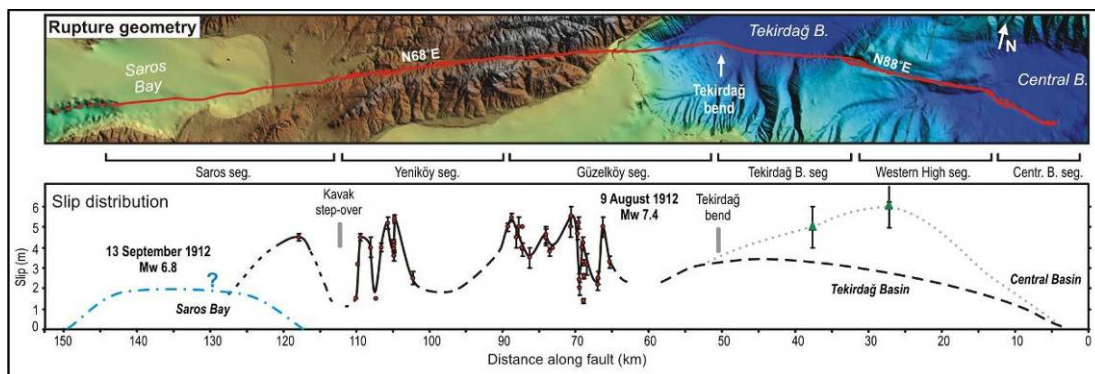 Rupture geometry
Saros
Bay
N68°E
Tekirdağ B.
N
N88°E
Central B.
Tekirdağ
bend
Saros seg.
Yeniköy seg.
Güzelköy seg.
Tekirdağ B. seg
Western High seg.
Centr. B. seg.
Slip distribution
Kavak
step-over
9 August 1912
Mw 7.4
Tekirdağ
bend
13 September 1912
Mw 6.8
?
Saros Bay
Tekirdağ Basin
Central Basin
Slip (m)
6
5
4
3
2
1
0
150 140 130 120 110 100 90 80 70 60 50 40 30 20 10 0
Distance along fault (km)